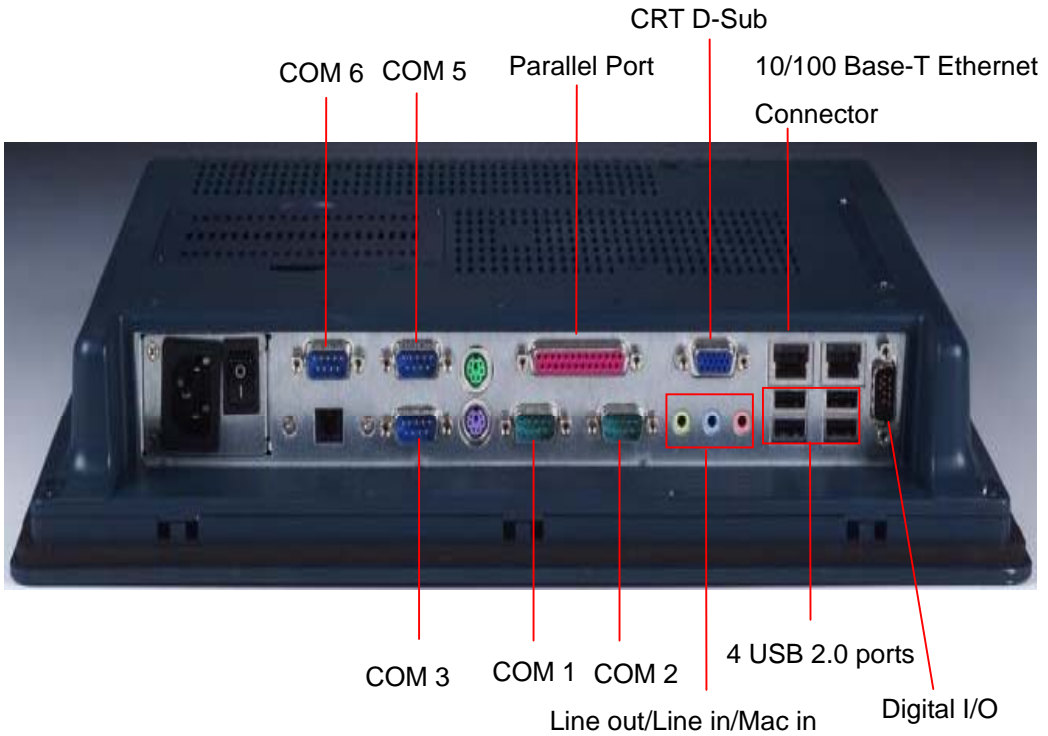 CRT D-Sub
COM 6
COM 5
Parallel Port
10/100 Base-T Ethernet
Connector
O
COM 3
COM 1
COM 2
4 USB 2.0 ports
Line out/Line in/Mac in
Digital I/O